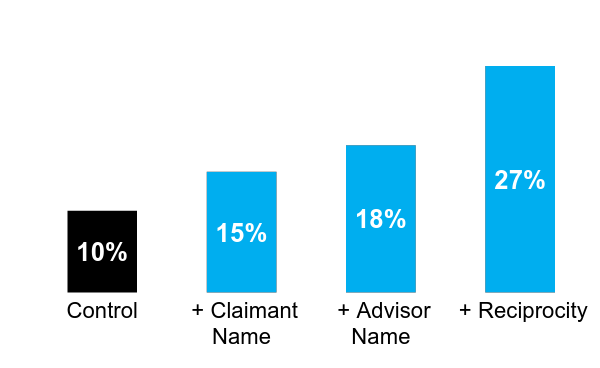 27%
18%
15%
10%
Control
+ Claimant
Name
+ Advisor
Name
+ Reciprocity